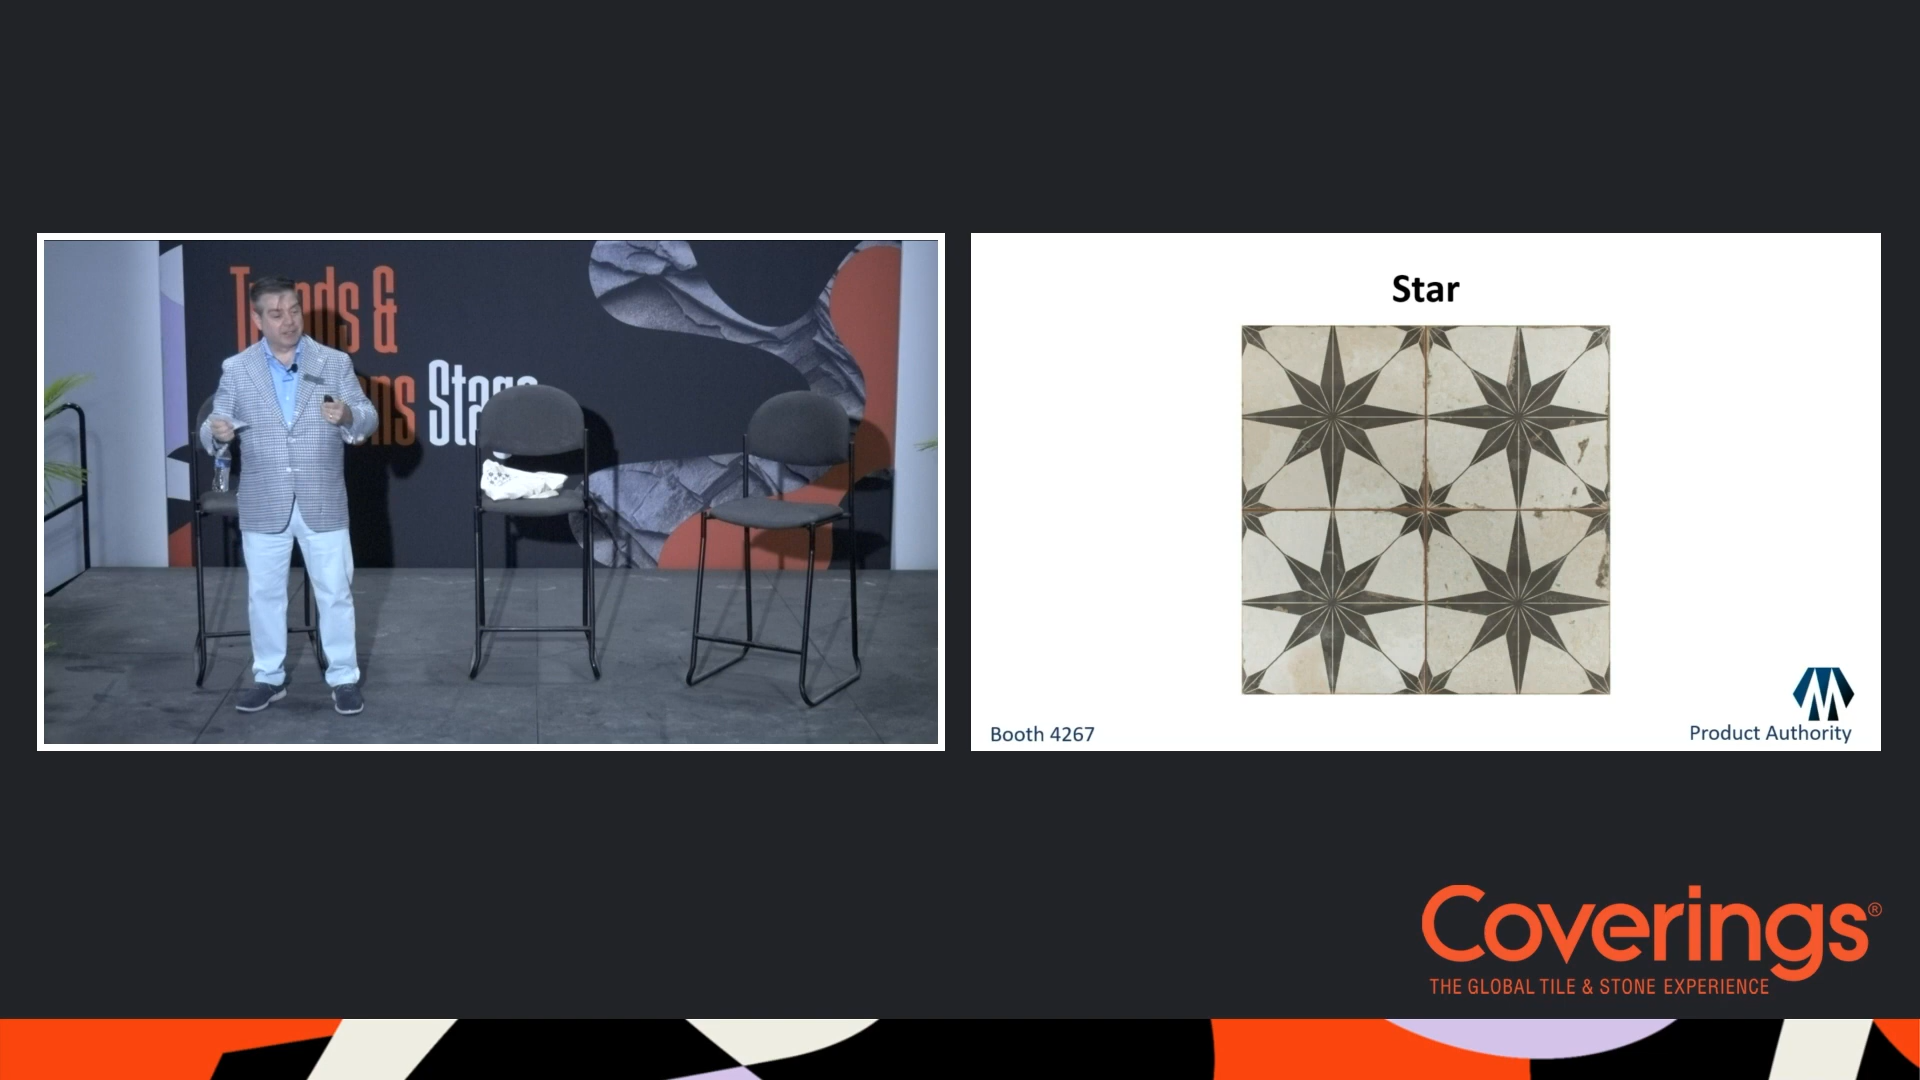 &
Star
Booth 4267
M
Product Authority
Coverings®
THE GLOBAL TILE & STONE EXPERIENCE